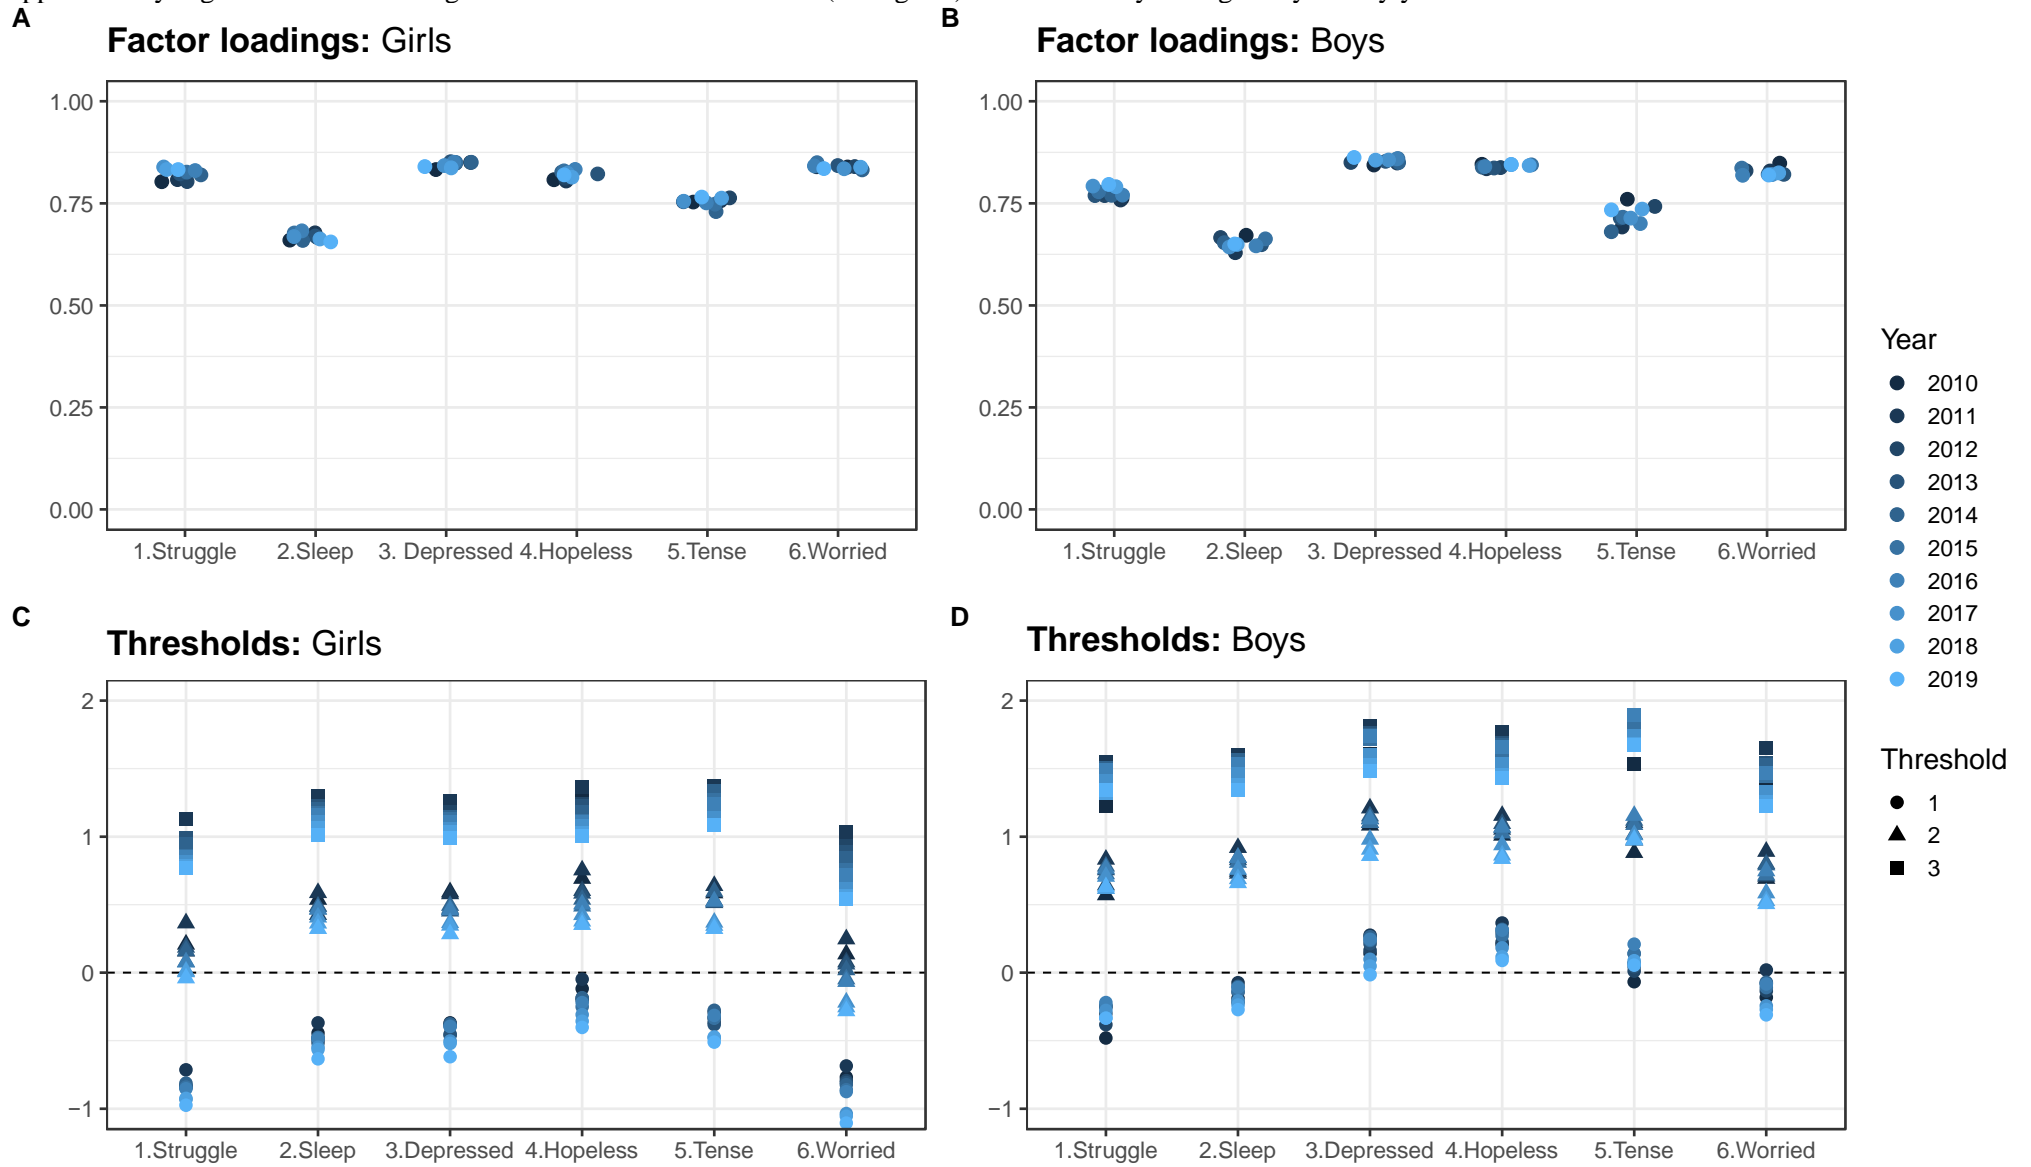 A
Factor loadings: Girls
1.00
0.75
0.50
0.25
0.00
1.Struggle 2.Sleep 3. Depressed 4.Hopeless 5.Tense 6.Worried
B
Factor loadings: Boys
1.00
0.75
0.50
0.25
0.00
1.Struggle 2.Sleep 3. Depressed 4.Hopeless 5.Tense 6.Worried
C
Thresholds: Girls
2
1
0
−1
1.Struggle 2.Sleep 3.Depressed 4.Hopeless 5.Tense 6.Worried
D
Thresholds: Boys
2
1
0
−1
1.Struggle 2.Sleep 3.Depressed 4.Hopeless 5.Tense 6.Worried
Year
2010
2011
2012
2013
2014
2015
2016
2017
2018
2019
Threshold
1
2
3